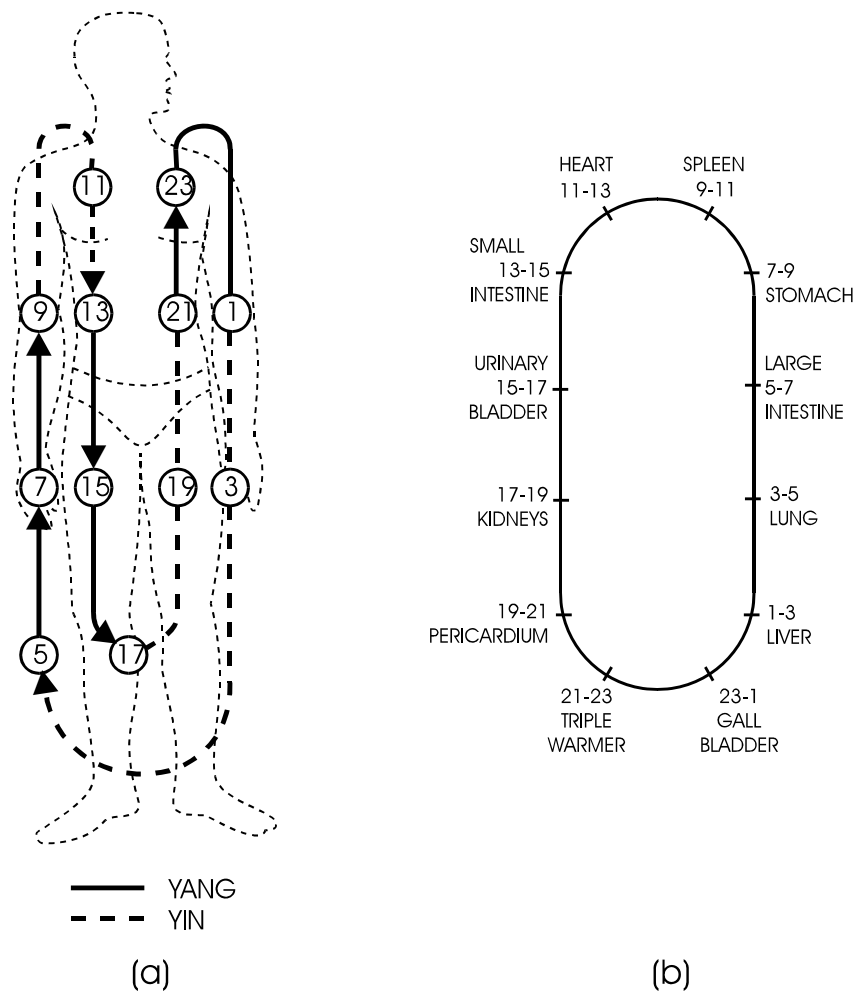 11
23
9
13
21
1
7
15
19
3
5
17
YANG
YIN
(a)
HEART
11-13
SPLEEN
9-11
SMALL
13-15
INTESTINE
7-9
STOMACH
URINARY
15-17
BLADDER
LARGE
5-7
INTESTINE
17-19
KIDNEYS
3-5
LUNG
19-21
PERICARDIUM
1-3
LIVER
21-23
TRIPLE
WARMER
23-1
GALL
BLADDER
(b)